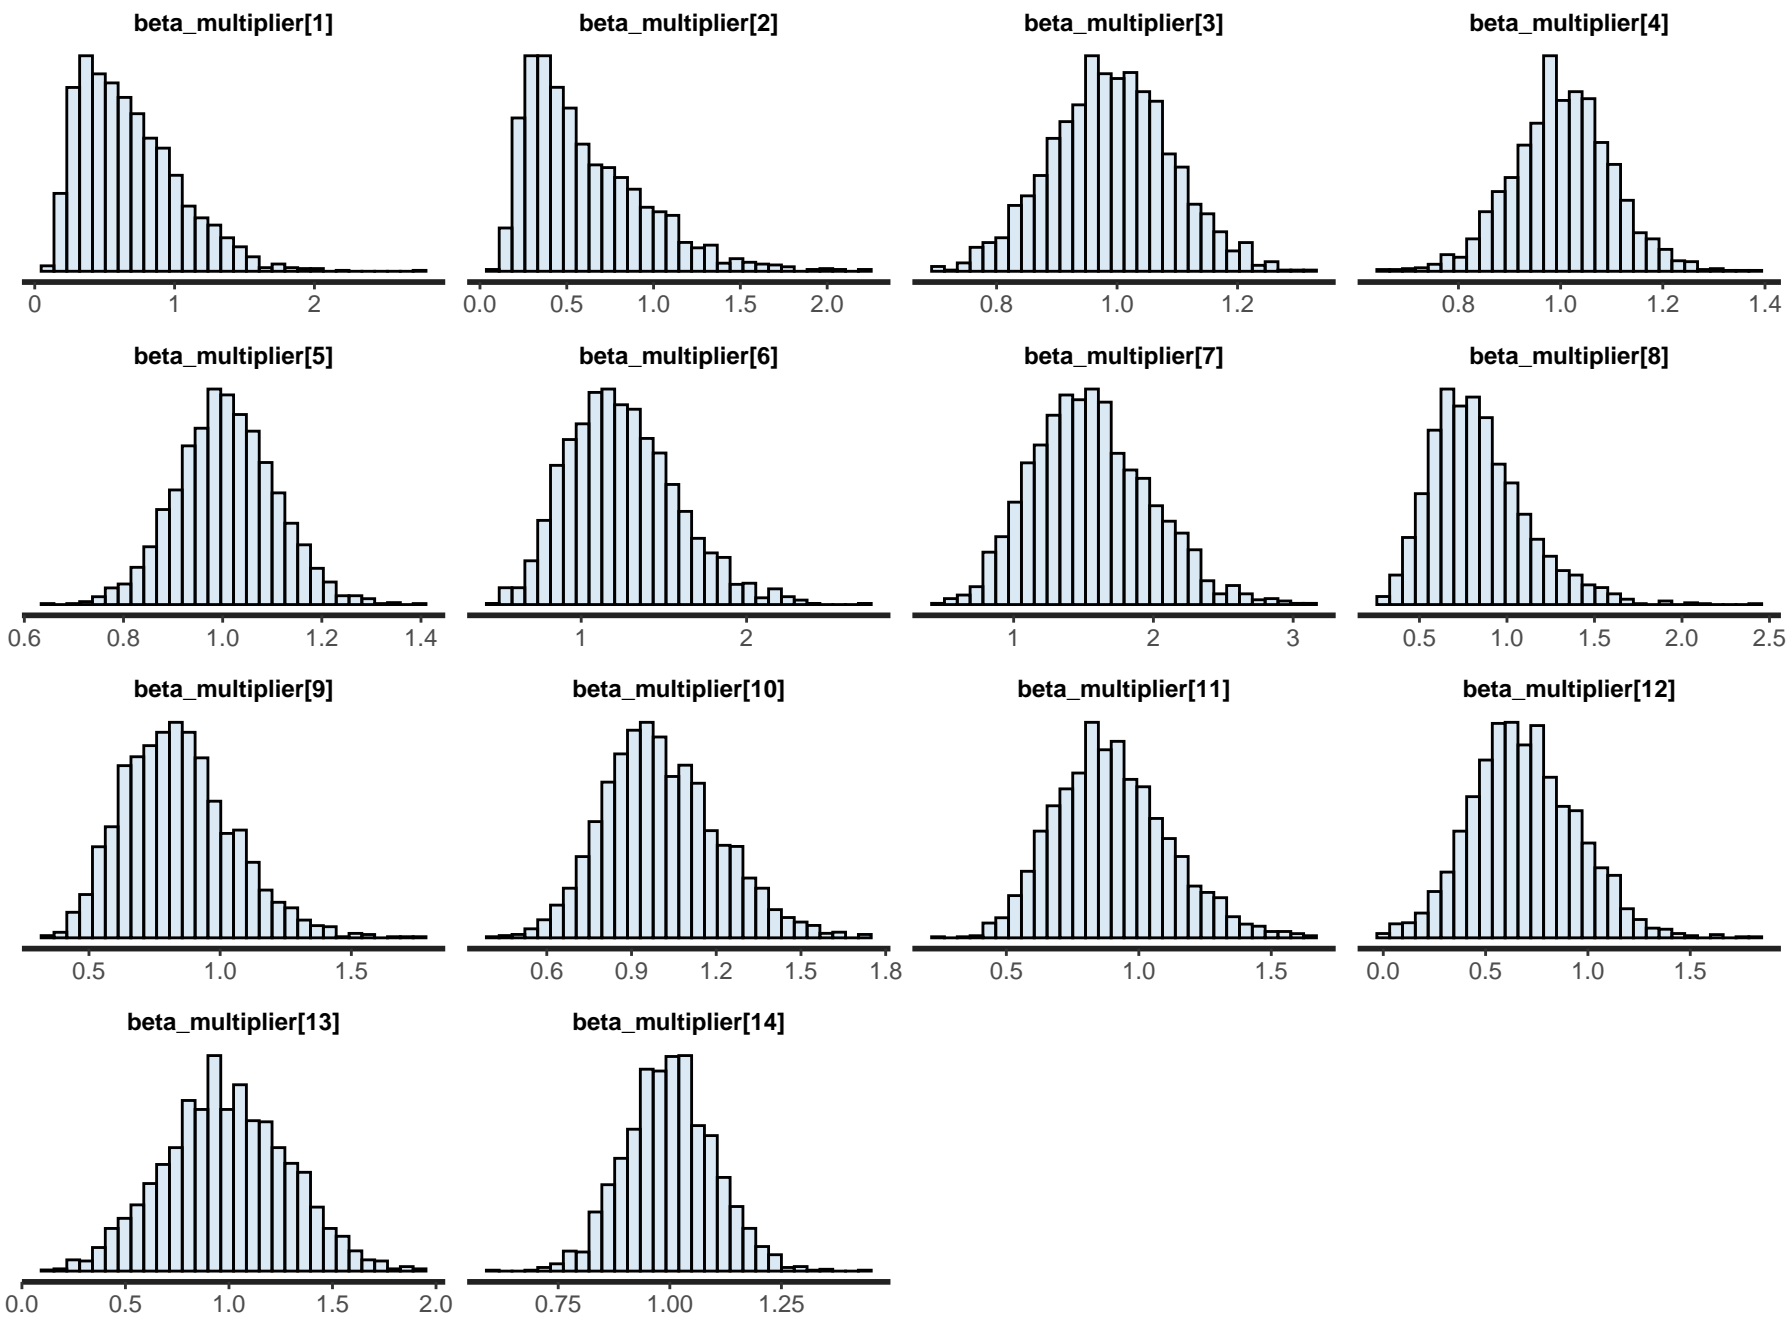 beta_multiplier[1] beta_multiplier[2] beta_multiplier[3] beta_multiplier[4]
0 1 2 0.0 0.5 1.0 1.5 2.0 0.8 1.0 1.2 0.8 1.0 1.2 1.4
beta_multiplier[5] beta_multiplier[6] beta_multiplier[7] beta_multiplier[8]
0.6 0.8 1.0 1.2 1.4 1 2 1 2 3 0.5 1.0 1.5 2.0 2.5
beta_multiplier[9] beta_multiplier[10] beta_multiplier[11] beta_multiplier[12]
0.5 1.0 1.5 0.6 0.9 1.2 1.5 1.8 0.5 1.0 1.5 0.0 0.5 1.0 1.5
beta_multiplier[13] beta_multiplier[14]
0.0 0.5 1.0 1.5 2.0 0.75 1.00 1.25